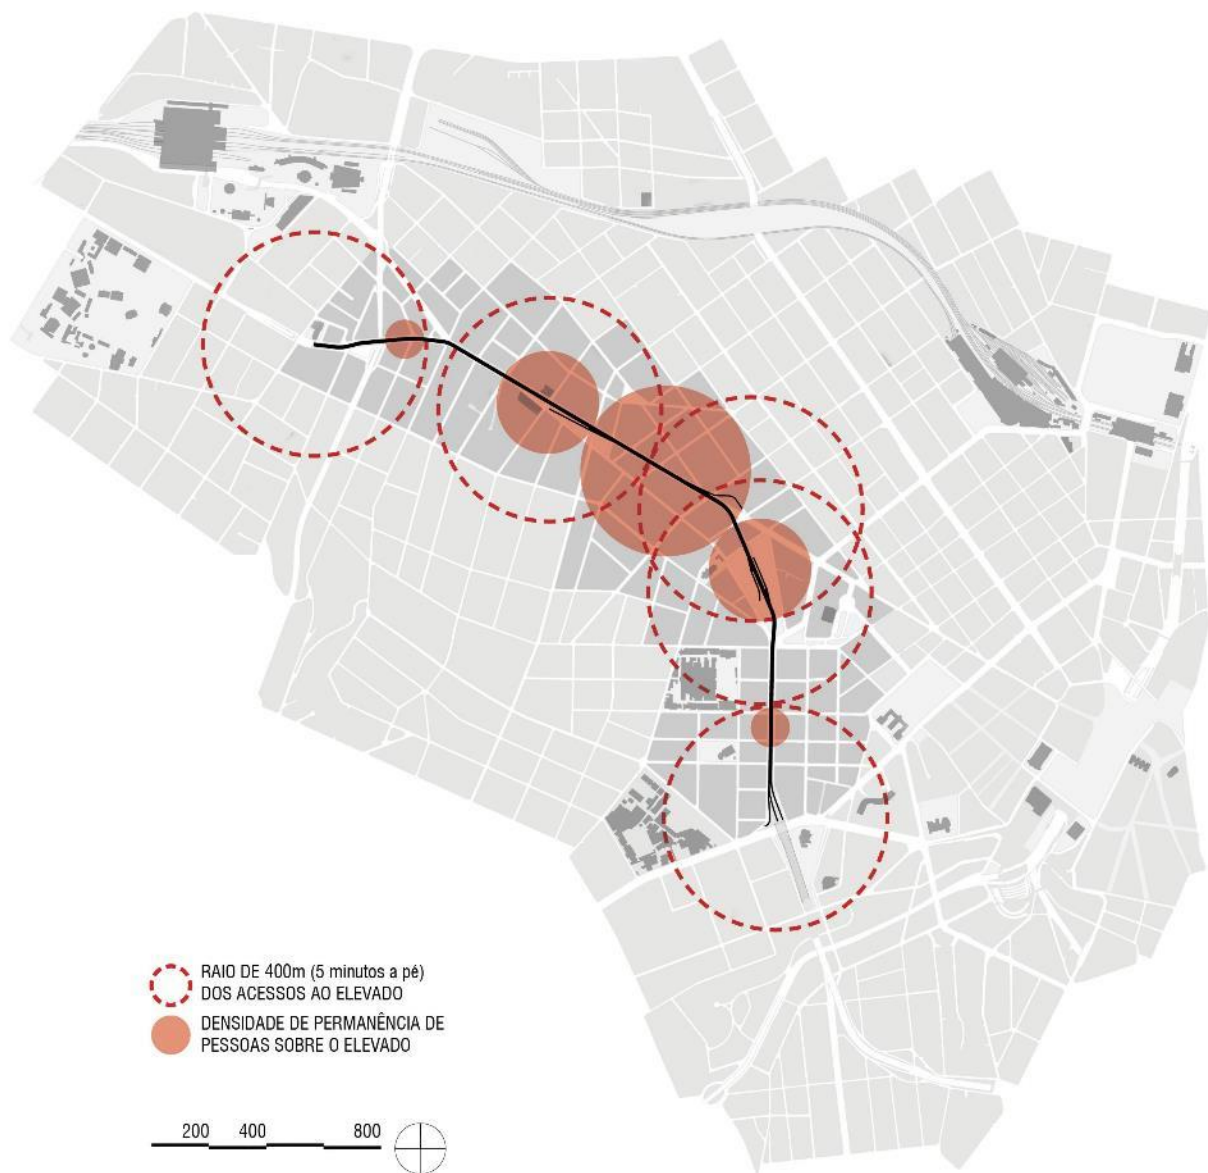 RAIO DE 400m (5 minutos a pé)
DOS ACESSOS AO ELEVADO
DENSIDADE DE PERMANÊNCIA DE
PESSOAS SOBRE O ELEVADO
200 400 800